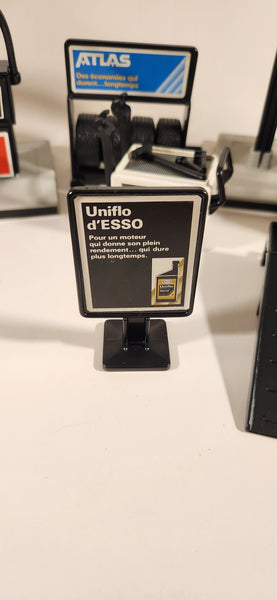 ATLAS
Des économies qui
durent...longtemps
Uniflo
d'ESSO
Pour un moteur
qui donne son plein
rendement... qui dure
plus longtemps.
Uniflo